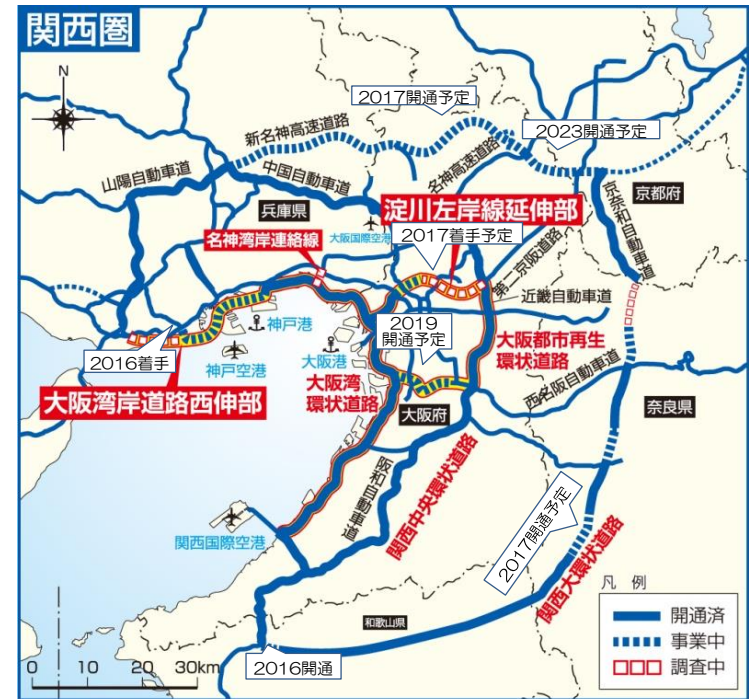 関西圏
N
2017開通予定
2023開通予定
新名神高速道路
名神高速道路
山陽自動車道
中国自動車道
兵庫県
大阪国際空港
淀川左岸線延伸部
2017着手予定
京都府
京奈和自動車道
名神湾岸連絡線
第二京阪道路
近畿自動車道
神戸港
神戸空港
大阪港
2019
開通予定
大阪都市再生
環状道路
2016着手
大阪湾岸道路西伸部
大阪湾
環状道路
大阪府
西名阪自動車道
奈良県
阪和自動車道
関西中央環状道路
関西国際空港
2017開通予定
関西大環状道路
和歌山県
2016開通
0 10 20 30km
凡 例
開通済
事業中
調査中